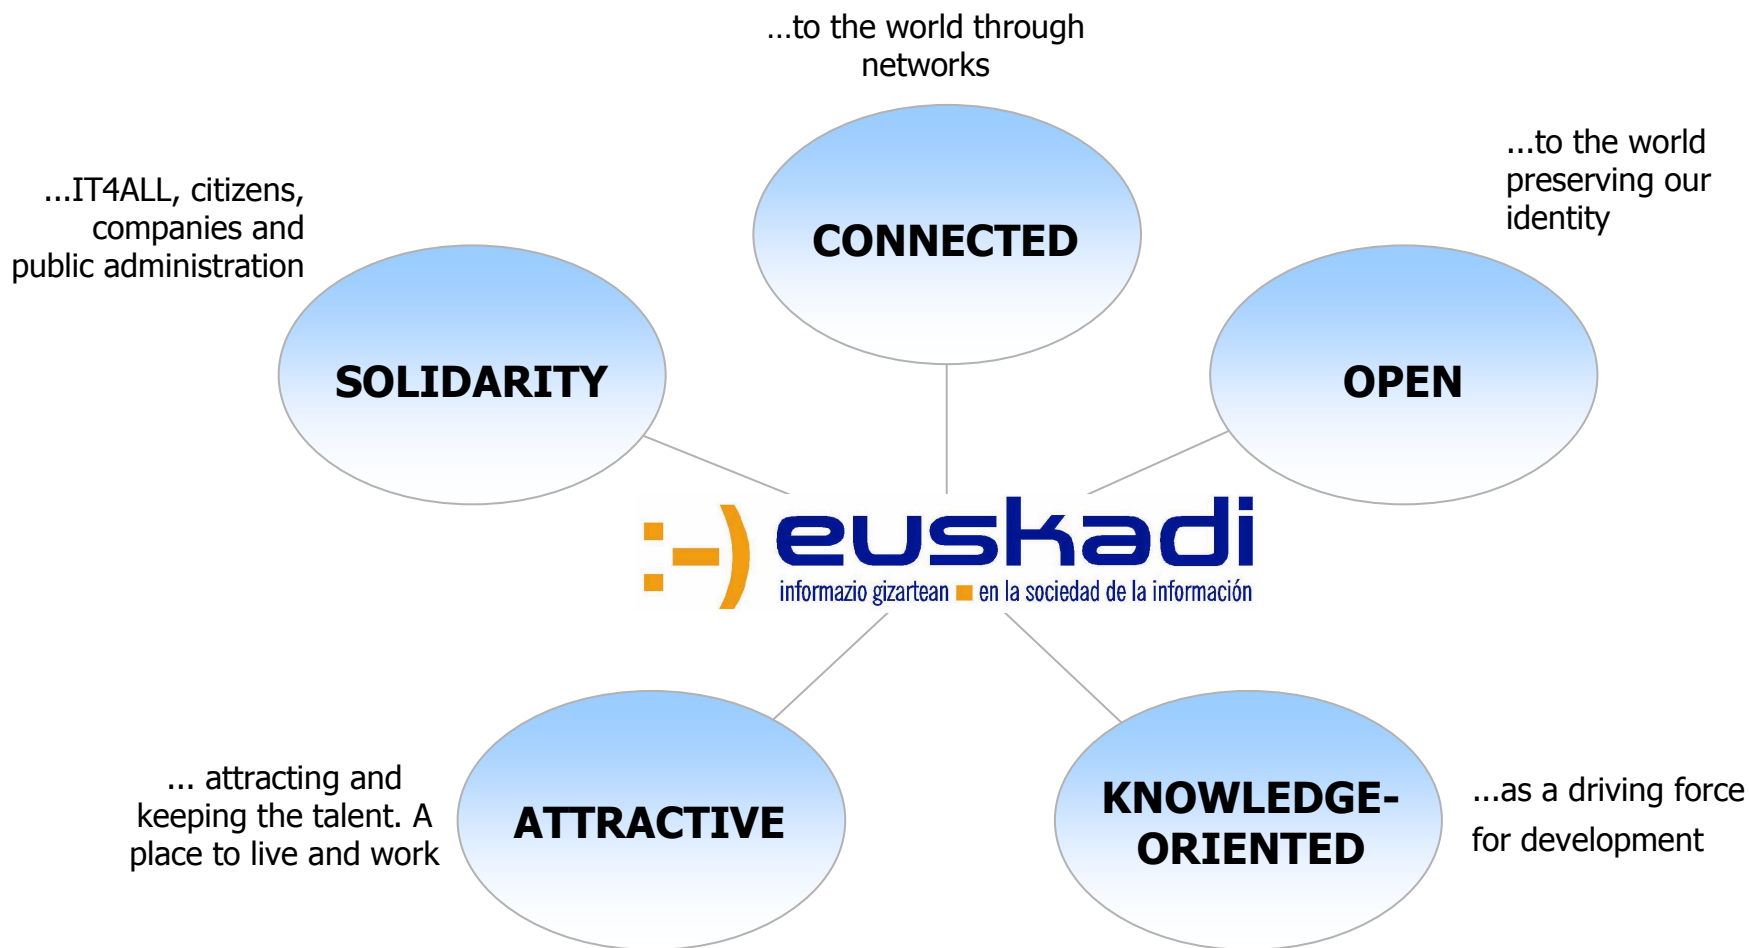 ...to the world through
networks
CONNECTED
...to the world
preserving our
identity
OPEN
...IT4ALL, citizens,
companies and
public administration
SOLIDARITY
:-) euskadi
informazio gizartean ■ en la sociedad de la información
... attracting and
keeping the talent. A
place to live and work
ATTRACTIVE
KNOWLEDGE-
ORIENTED
...as a driving force
for development